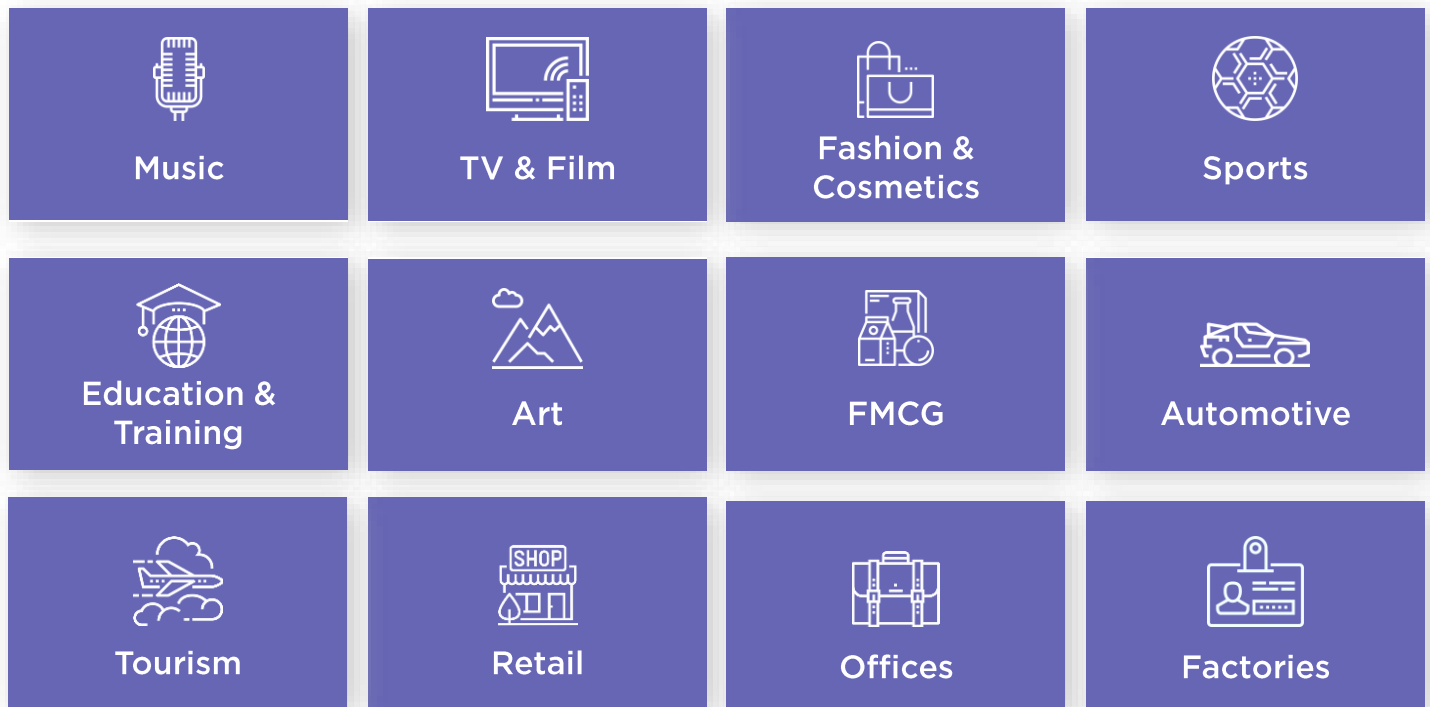 Music
TV & Film
Fashion &
Cosmetics
Sports
Education &
Training
Art
FMCG
Automotive
Tourism
SHOP
Retail
Offices
Factories